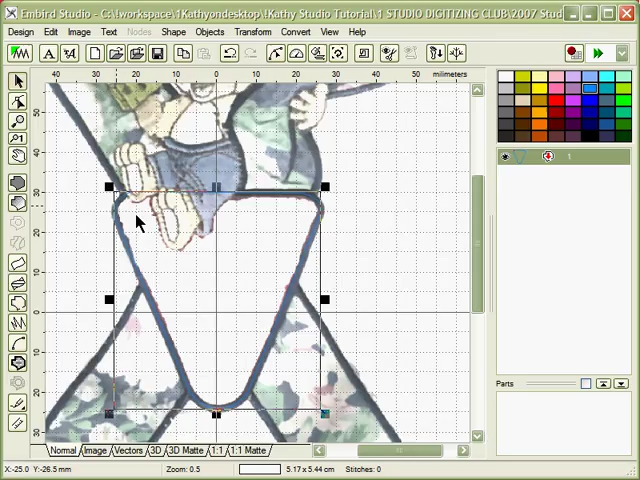 Embird Studio - C:\!workspace\1Kathyondesktop\!Kathy Studio Tutorial\1 STUDIO DIGITIZING CLUB\2007 Stud
Design Edit Image Text Shape Objects Transform Convert View Help
40 30 20 10 0 10 20 30 40 50 milimeters
50
40
30
20
10
0
10
20
30
1
Parts
Normal Image Vectors 3D 3D Matte 1:1 1:1 Matte
X:-25.0 Y:-26.5 mm Zoom: 0.5 5.17 x 5.44 cm Stitches: 0